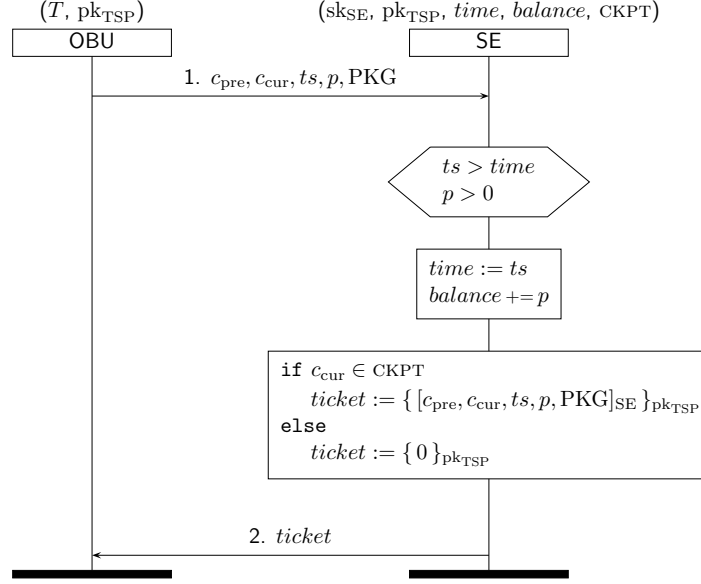 (T, pk_TSP) (sk_SE, pk_TSP, time, balance, CKPT)
OBU SE
1. c_pre, c_cur, ts, p, PKG
ts > time
p > 0
time := ts
balance += p
if c_cur ∈ CKPT
ticket := { [c_pre, c_cur, ts, p, PKG]_SE }_pk_TSP
else
ticket := { 0 }_pk_TSP
2. ticket